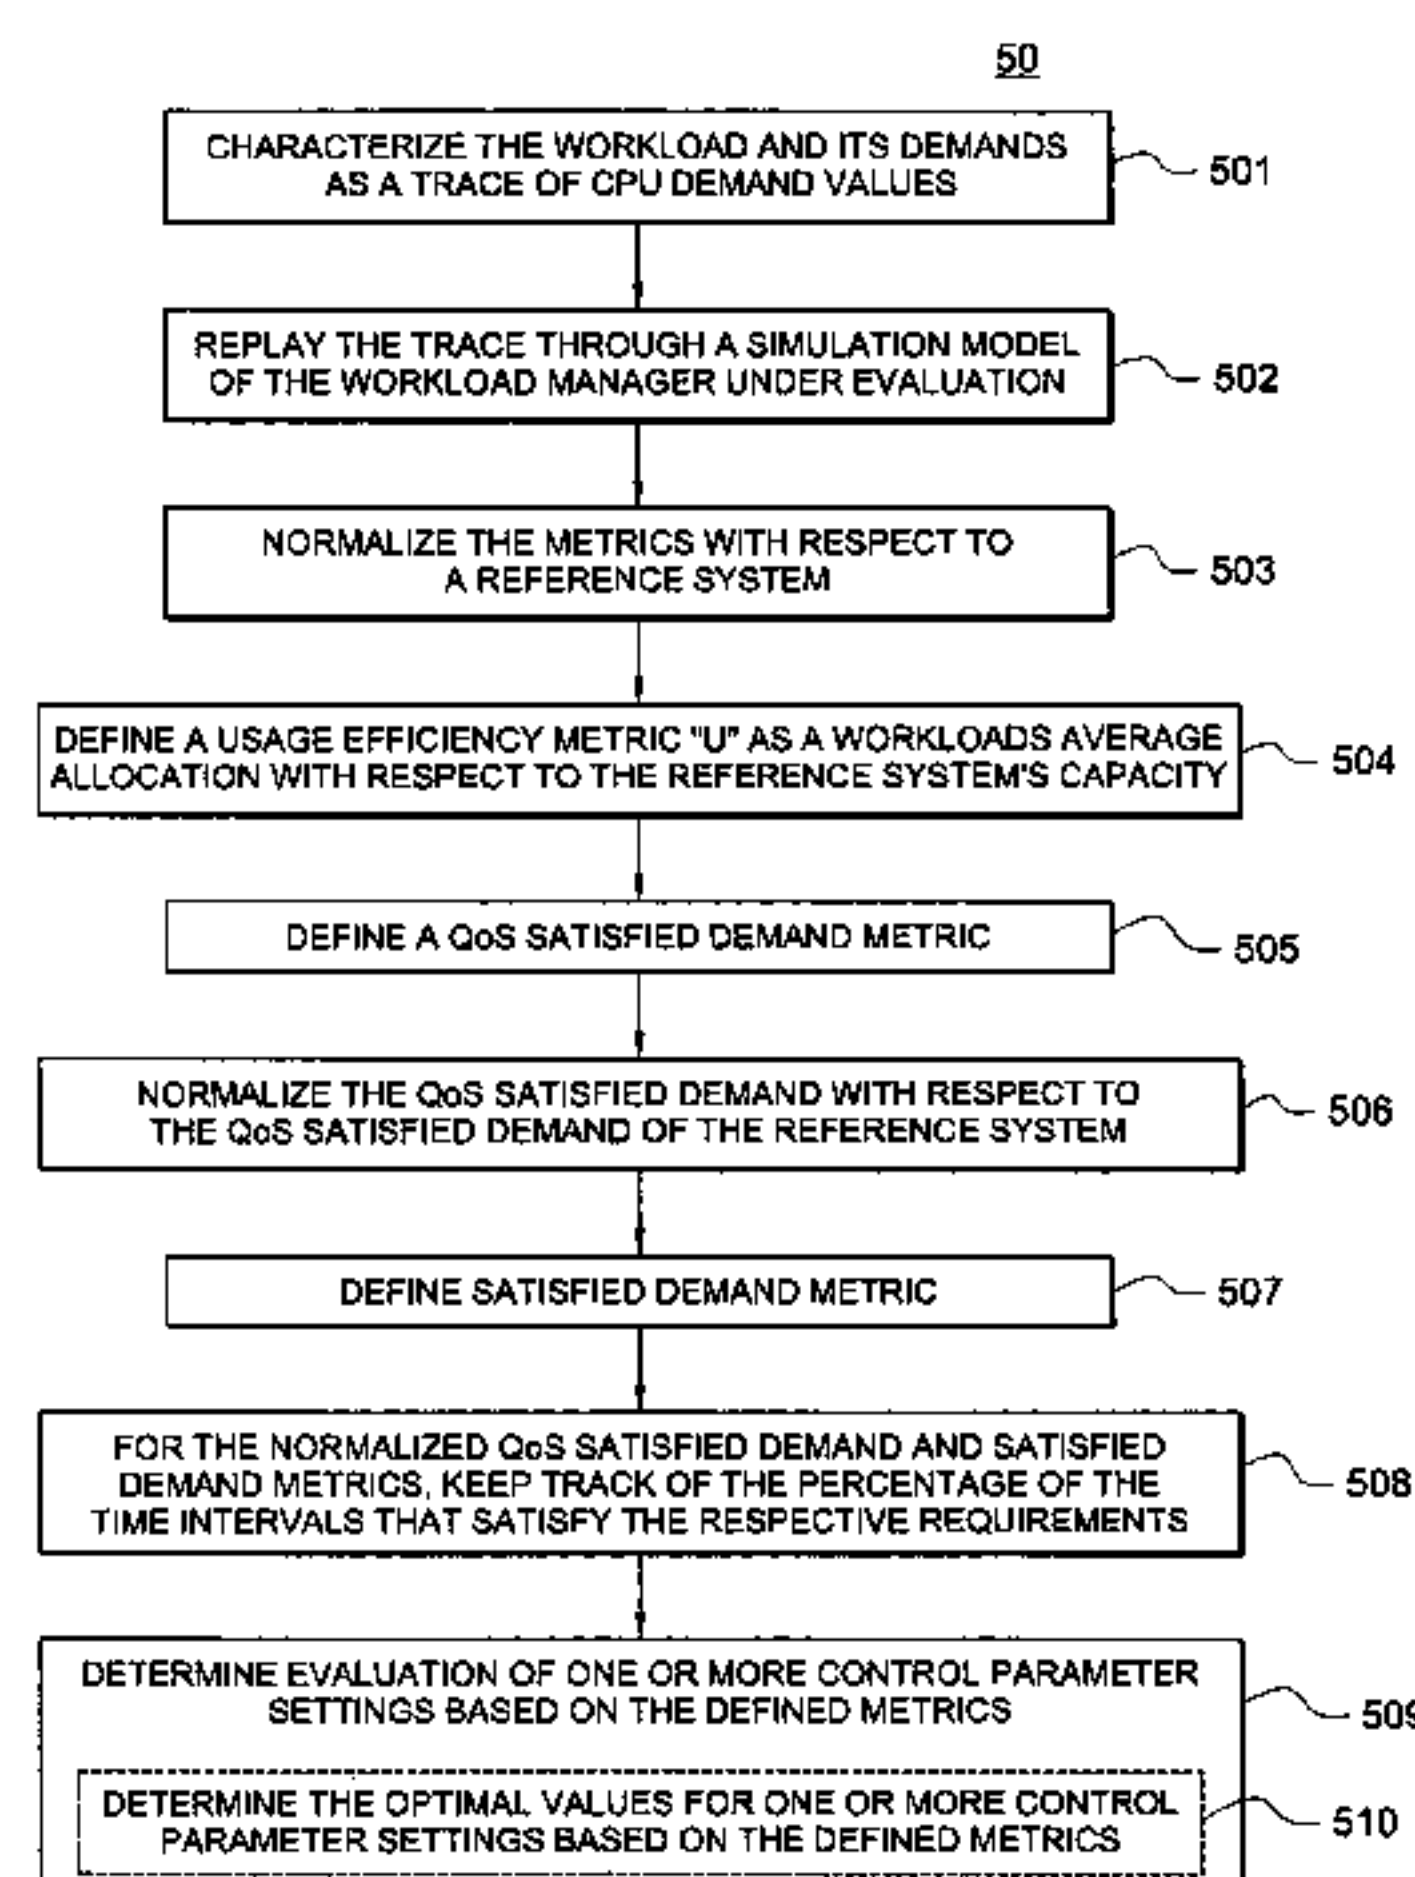 50
CHARACTERIZE THE WORKLOAD AND ITS DEMANDS
AS A TRACE OF CPU DEMAND VALUES
501
REPLAY THE TRACE THROUGH A SIMULATION MODEL
OF THE WORKLOAD MANAGER UNDER EVALUATION
502
NORMALIZE THE METRICS WITH RESPECT TO
A REFERENCE SYSTEM
503
DEFINE A USAGE EFFICIENCY METRIC "U" AS A WORKLOADS AVERAGE
ALLOCATION WITH RESPECT TO THE REFERENCE SYSTEM'S CAPACITY
504
DEFINE A QoS SATISFIED DEMAND METRIC
505
NORMALIZE THE QoS SATISFIED DEMAND WITH RESPECT TO
THE QoS SATISFIED DEMAND OF THE REFERENCE SYSTEM
506
DEFINE SATISFIED DEMAND METRIC
507
FOR THE NORMALIZED QoS SATISFIED DEMAND AND SATISFIED
DEMAND METRICS, KEEP TRACK OF THE PERCENTAGE OF THE
TIME INTERVALS THAT SATISFY THE RESPECTIVE REQUIREMENTS
508
DETERMINE EVALUATION OF ONE OR MORE CONTROL PARAMETER
SETTINGS BASED ON THE DEFINED METRICS
509
DETERMINE THE OPTIMAL VALUES FOR ONE OR MORE CONTROL
PARAMETER SETTINGS BASED ON THE DEFINED METRICS
510